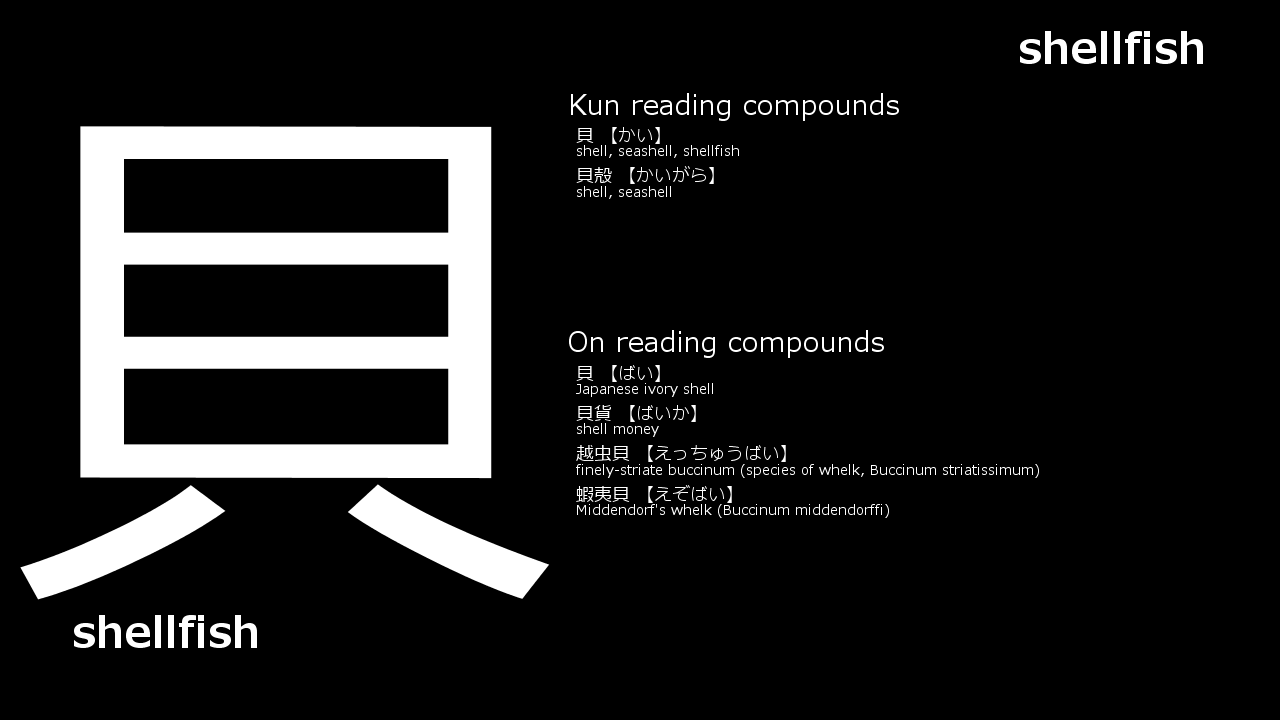 shellfish
貝
shellfish
Kun reading compounds
貝 【かい】
shell, seashell, shellfish
貝殻 【かいがら】
shell, seashell
On reading compounds
貝 【ばい】
Japanese ivory shell
貝貨 【ばいか】
shell money
越虫貝 【えっちゅうばい】
finely-striate buccinum (species of whelk, Buccinum striatissimum)
蝦夷貝 【えぞばい】
Middendorf's whelk (Buccinum middendorffi)